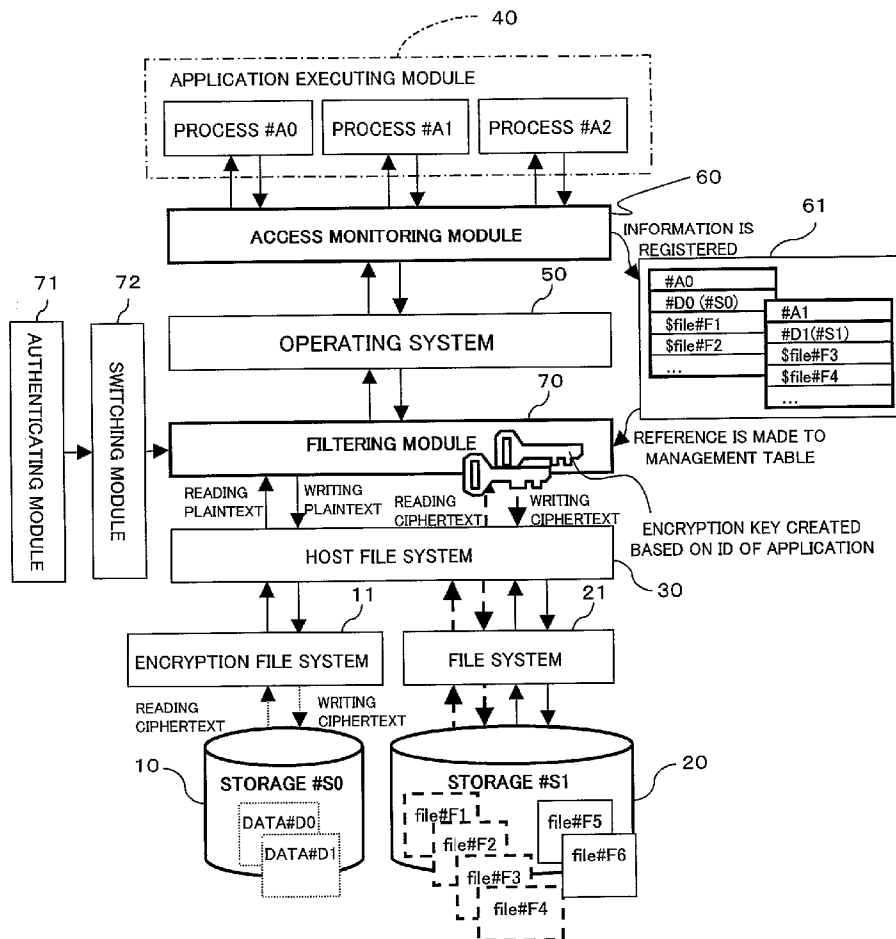 40
APPLICATION EXECUTING MODULE
PROCESS #A0
PROCESS #A1
PROCESS #A2
60
ACCESS MONITORING MODULE
INFORMATION IS
REGISTERED
61
#A0
#D0 (#S0)
$file#F1
$file#F2
...
#A1
#D1(#S1)
$file#F3
$file#F4
...
50
OPERATING SYSTEM
71
AUTHENTICATING MODULE
72
SWITCHING MODULE
70
FILTERING MODULE
REFERENCE IS MADE TO
MANAGEMENT TABLE
READING
PLAINTEXT
WRITING
PLAINTEXT
READING
CIPHERTEXT
WRITING
CIPHERTEXT
ENCRYPTION KEY CREATED
BASED ON ID OF APPLICATION
HOST FILE SYSTEM
30
11
ENCRYPTION FILE SYSTEM
21
FILE SYSTEM
READING
CIPHERTEXT
WRITING
CIPHERTEXT
10
STORAGE #S0
DATA#D0
DATA#D1
20
STORAGE #S1
file#F1
file#F2
file#F3
file#F4
file#F5
file#F6